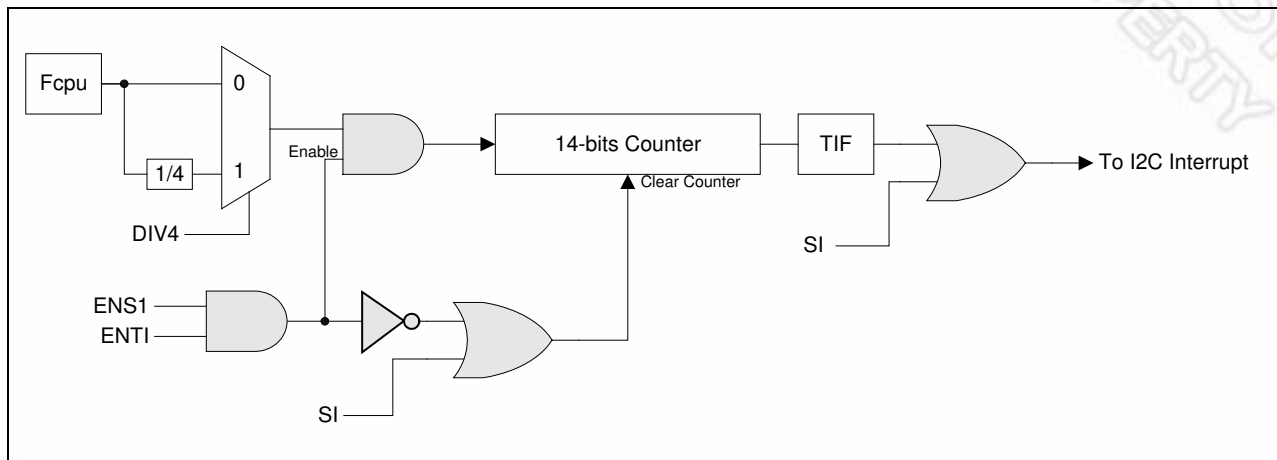 Fcpu
0
1/4
1
DIV4
Enable
14-bits Counter
Clear Counter
TIF
To I2C Interrupt
SI
ENS1
ENTI
SI